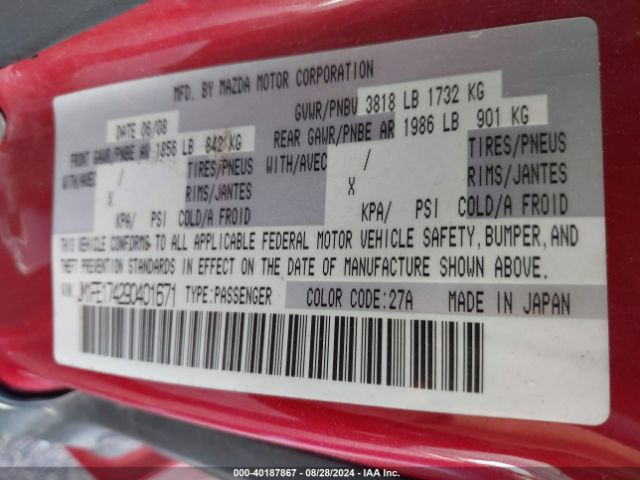 MFD. BY MAZDA MOTOR CORPORATION
DATE 06/08 GVWR/PNBV 3818 LB 1732 KG
FRONT GAWR/PNBE AV 1856 LB 842 KG REAR GAWR/PNBE AR 1986 LB 901 KG
WITH/AVEC / TIRES/PNEUS WITH/AVEC / TIRES/PNEUS
X RIMS/JANTES X RIMS/JANTES
KPA/ PSI COLD/A FROID KPA/ PSI COLD/A FROID
THIS VEHICLE CONFORMS TO ALL APPLICABLE FEDERAL MOTOR VEHICLE SAFETY, BUMPER, AND
THEFT PREVENTION STANDARDS IN EFFECT ON THE DATE OF MANUFACTURE SHOWN ABOVE.
JM1FE174290401671 TYPE:PASSENGER COLOR CODE:27A MADE IN JAPAN
000-40187867 • 08/28/2024 • IAA Inc.